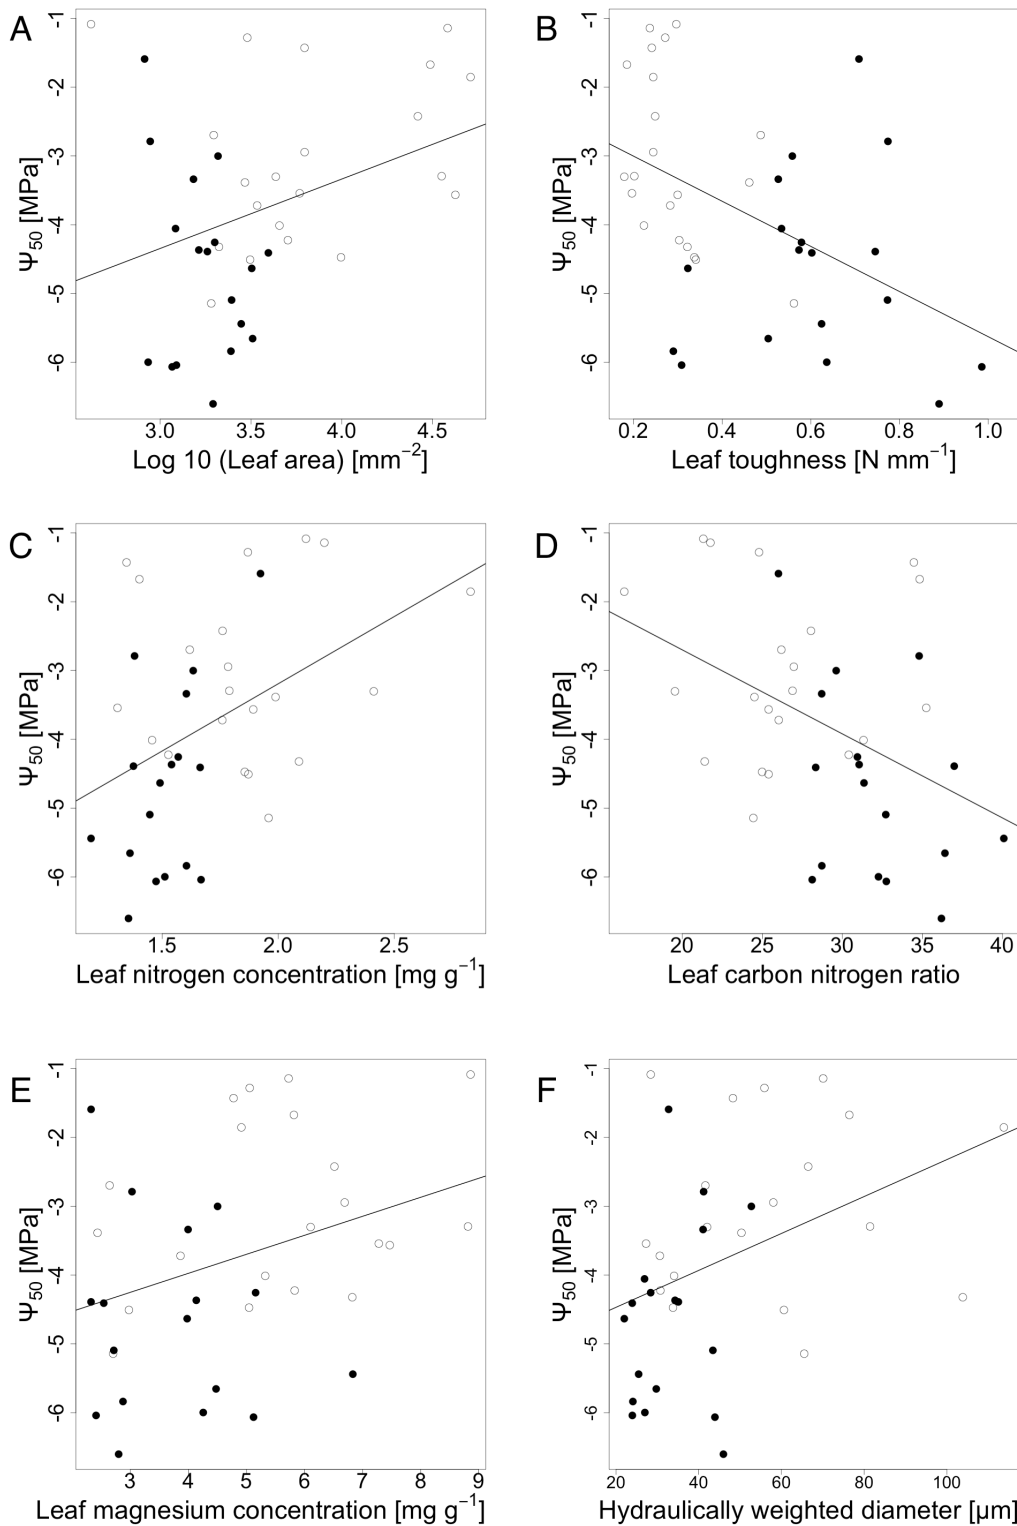 A
-1
-2
-3
-4
-5
-6
Ψ50 [MPa]
3.0 3.5 4.0 4.5
Log 10 (Leaf area) [mm−2]
B
-1
-2
-3
-4
-5
-6
Ψ50 [MPa]
0.2 0.4 0.6 0.8 1.0
Leaf toughness [N mm−1]
C
-1
-2
-3
-4
-5
-6
Ψ50 [MPa]
1.5 2.0 2.5
Leaf nitrogen concentration [mg g−1]
D
-1
-2
-3
-4
-5
-6
Ψ50 [MPa]
20 25 30 35 40
Leaf carbon nitrogen ratio
E
-1
-2
-3
-4
-5
-6
Ψ50 [MPa]
3 4 5 6 7 8 9
Leaf magnesium concentration [mg g−1]
F
-1
-2
-3
-4
-5
-6
Ψ50 [MPa]
20 40 60 80 100
Hydraulically weighted diameter [µm]